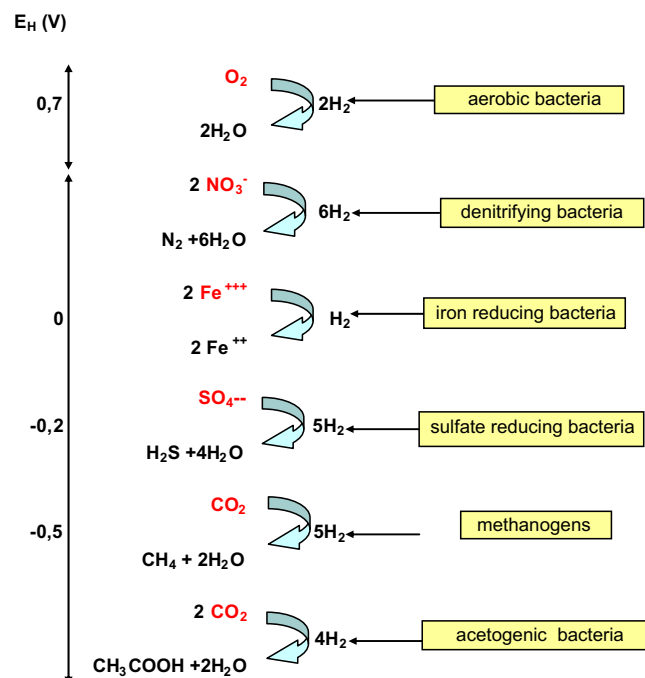 E_H (V)
O₂
0,7
2H₂
aerobic bacteria
2H₂O
2 NO₃⁻
6H₂
denitrifying bacteria
N₂ +6H₂O
2 Fe⁺⁺⁺
0
H₂
iron reducing bacteria
2 Fe⁺⁺
SO₄--
-0,2
5H₂
sulfate reducing bacteria
H₂S +4H₂O
CO₂
-0,5
5H₂
methanogens
CH₄ + 2H₂O
2 CO₂
4H₂
acetogenic bacteria
CH₃COOH +2H₂O